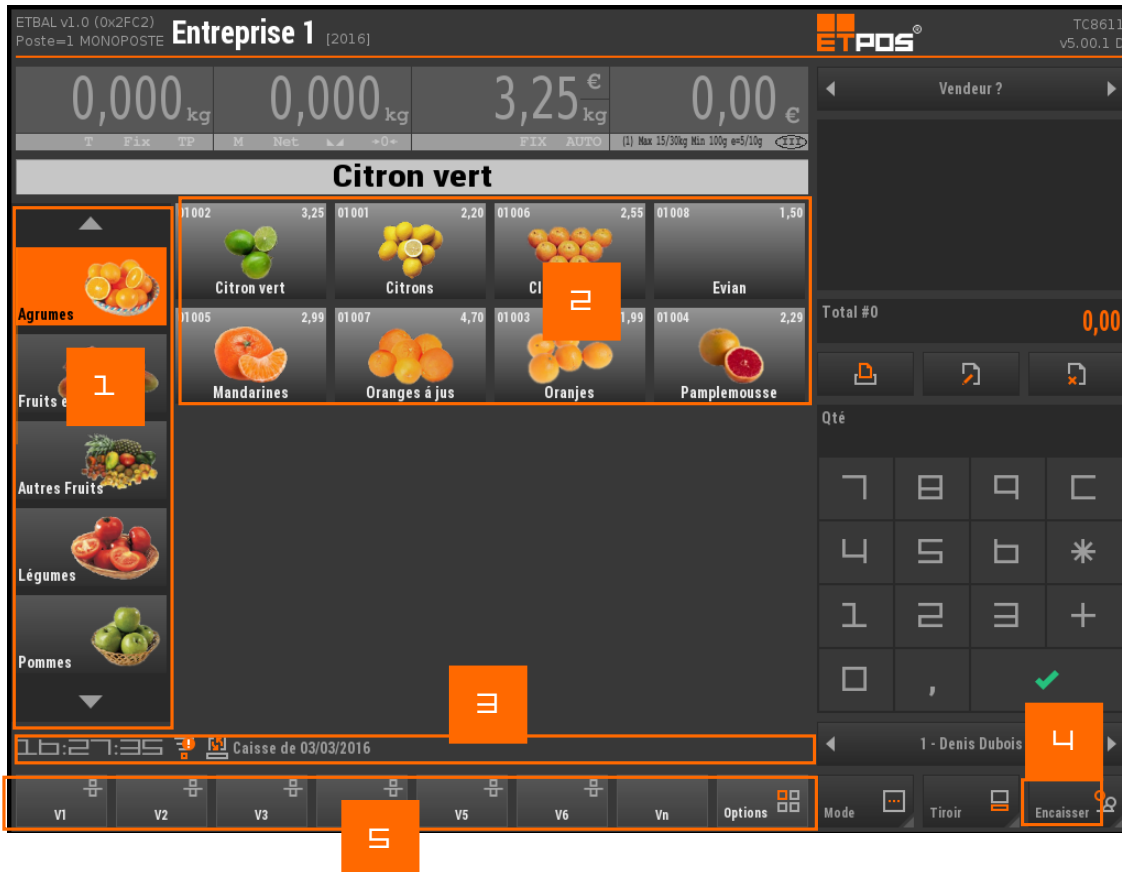 ETBAL v1.0 (0x2FC2)
Poste=1 MONOPOSTE Entreprise 1 [2016]
ETPOS®
TC8611
v5.00.1 D
0,000 kg 0,000 kg 3,25 €/kg 0,00 €
T Fix TP M Net →0← FIX AUTO (1) Max 15/30kg Min 100g e=5/10g III
Vendeur ?
Citron vert
01002 3,25 01001 2,20 01006 2,55 01008 1,50
Citron vert Citrons Cl Evian
01005 2,99 01007 4,70 01003 1,99 01004 2,29
Mandarines Oranges á jus Oranjes Pamplemousse
Agrumes
Fruits e
Autres Fruits
Légumes
Pommes
1
2
3
4
5
Total #0 0,00
Qté
7 8 9 C
4 5 6 *
1 2 3 +
0 ,
16:27:35 Caisse de 03/03/2016
1 - Denis Dubois
V1 V2 V3 V5 V6 Vn Options Mode Tiroir Encaisser